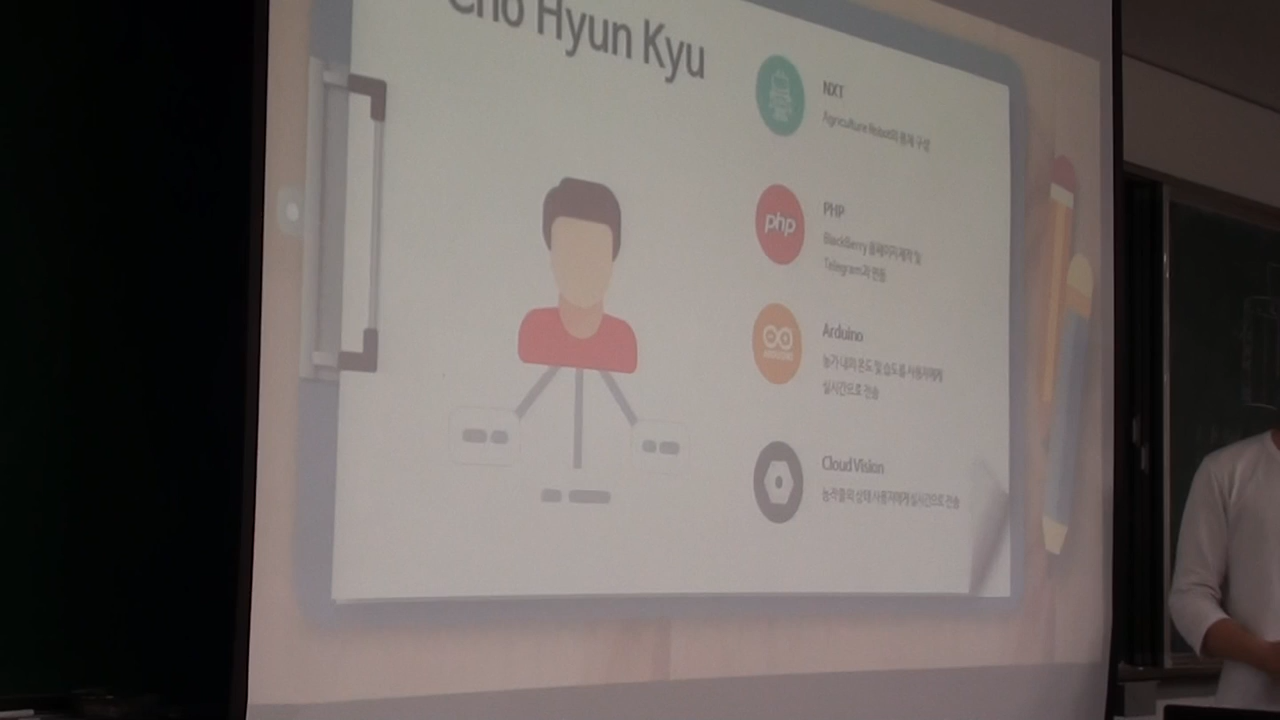 Cho Hyun Kyu
NXT
Agriculture Robot의 몸체 구성
php
PHP
BlackBerry 홈페이지 제작 및
Telegram과 연동
ARDUINO
Arduino
농가 내의 온도 및 습도를 사용자에게
실시간으로 전송
Cloud Vision
농작물의 상태 사용자에게 실시간으로 전송